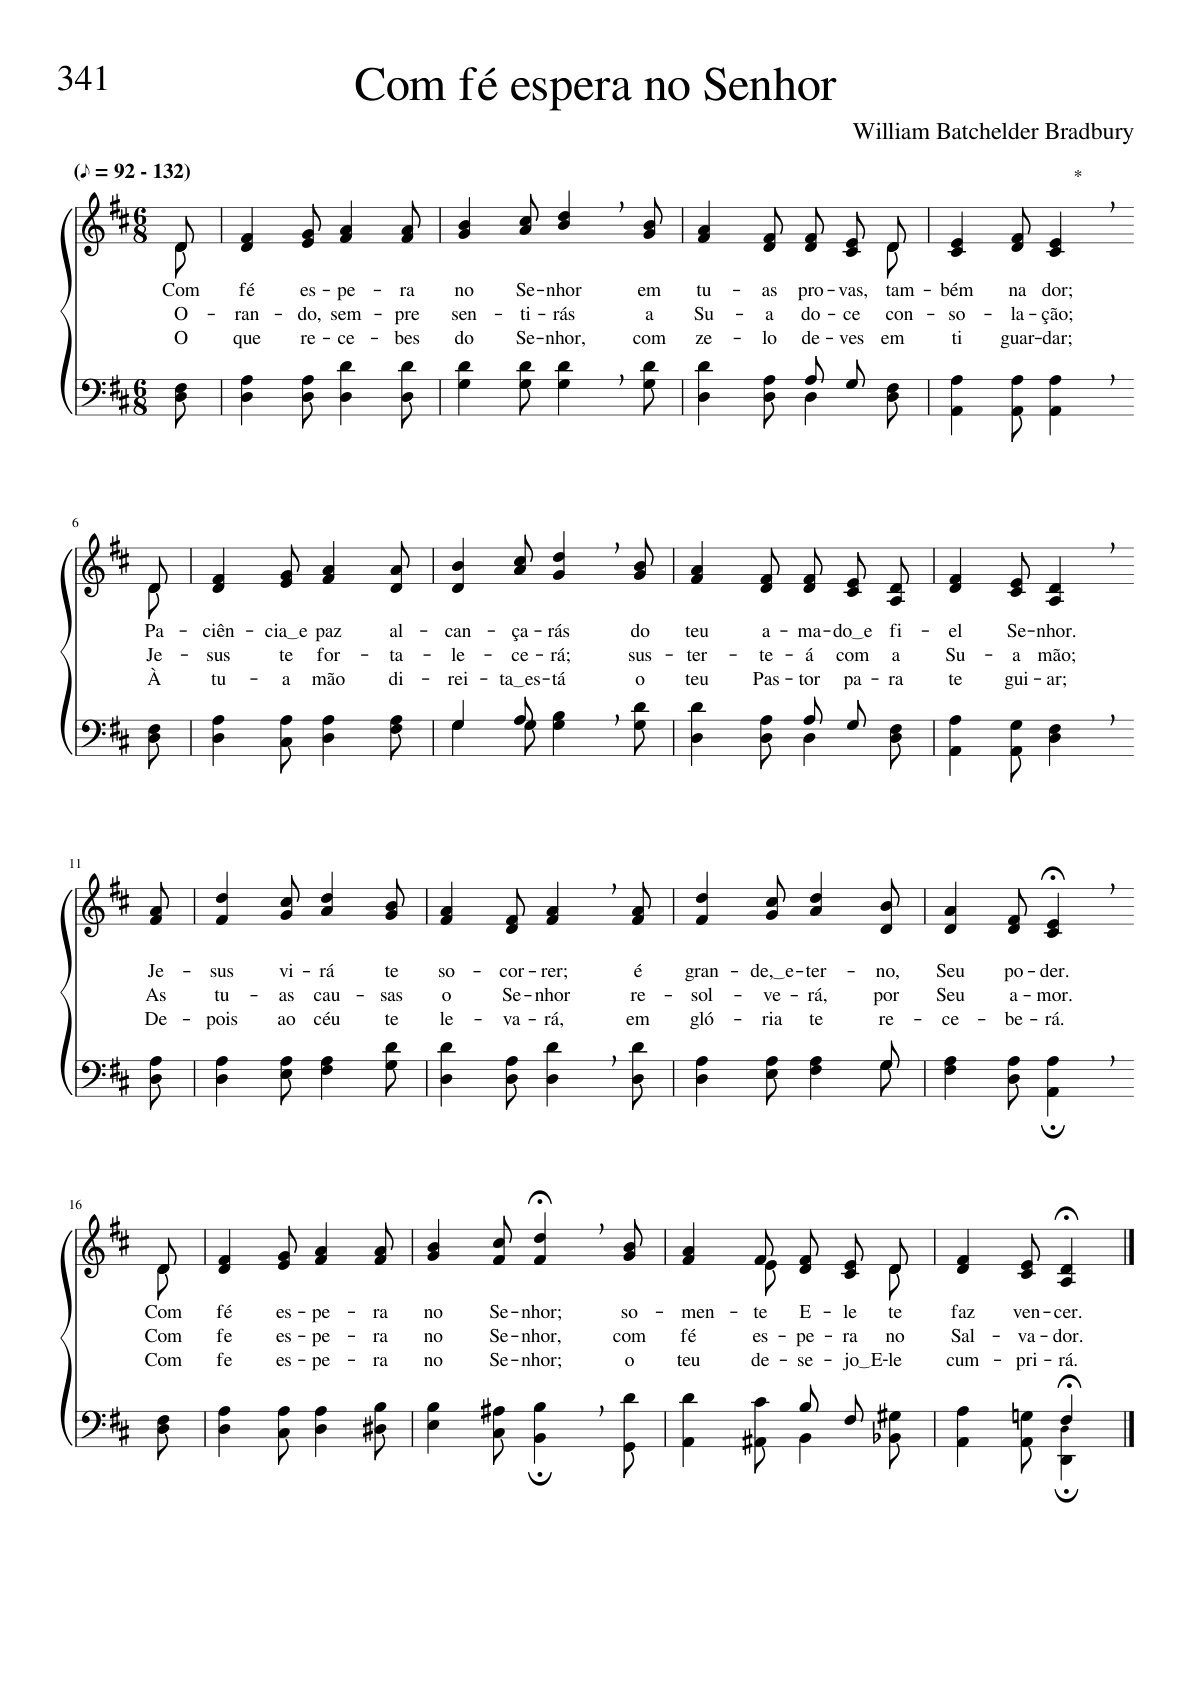 341
Com fé espera no Senhor
William Batchelder Bradbury
(♪ = 92 - 132)
*
Com fé es – pe – ra no Se – nhor em tu – as pro – vas, tam – bém na dor;
O – ran – do, sem – pre sen – ti – rás a Su – a do – ce con – so – la – ção;
O que re – ce – bes do Se – nhor, com ze – lo de – ves em ti guar – dar;
6
Pa – ciên – cia‿e paz al – can – ça – rás do teu a – ma – do‿e fi – el Se – nhor.
Je – sus te for – ta – le – ce – rá; sus – ter – te – á com a Su – a mão;
À tu – a mão di – rei – ta‿es – tá o teu Pas – tor pa – ra te gui – ar;
11
Je – sus vi – rá te so – cor – rer; é gran – de,‿e – ter – no, Seu po – der.
As tu – as cau – sas o Se – nhor re – sol – ve – rá, por Seu a – mor.
De – pois ao céu te le – va – rá, em gló – ria te re – ce – be – rá.
16
Com fé es – pe – ra no Se – nhor; so – men – te E – le te faz ven – cer.
Com fe es – pe – ra no Se – nhor, com fé es – pe – ra no Sal – va – dor.
Com fe es – pe – ra no Se – nhor; o teu de – se – jo‿E – le cum – pri – rá.